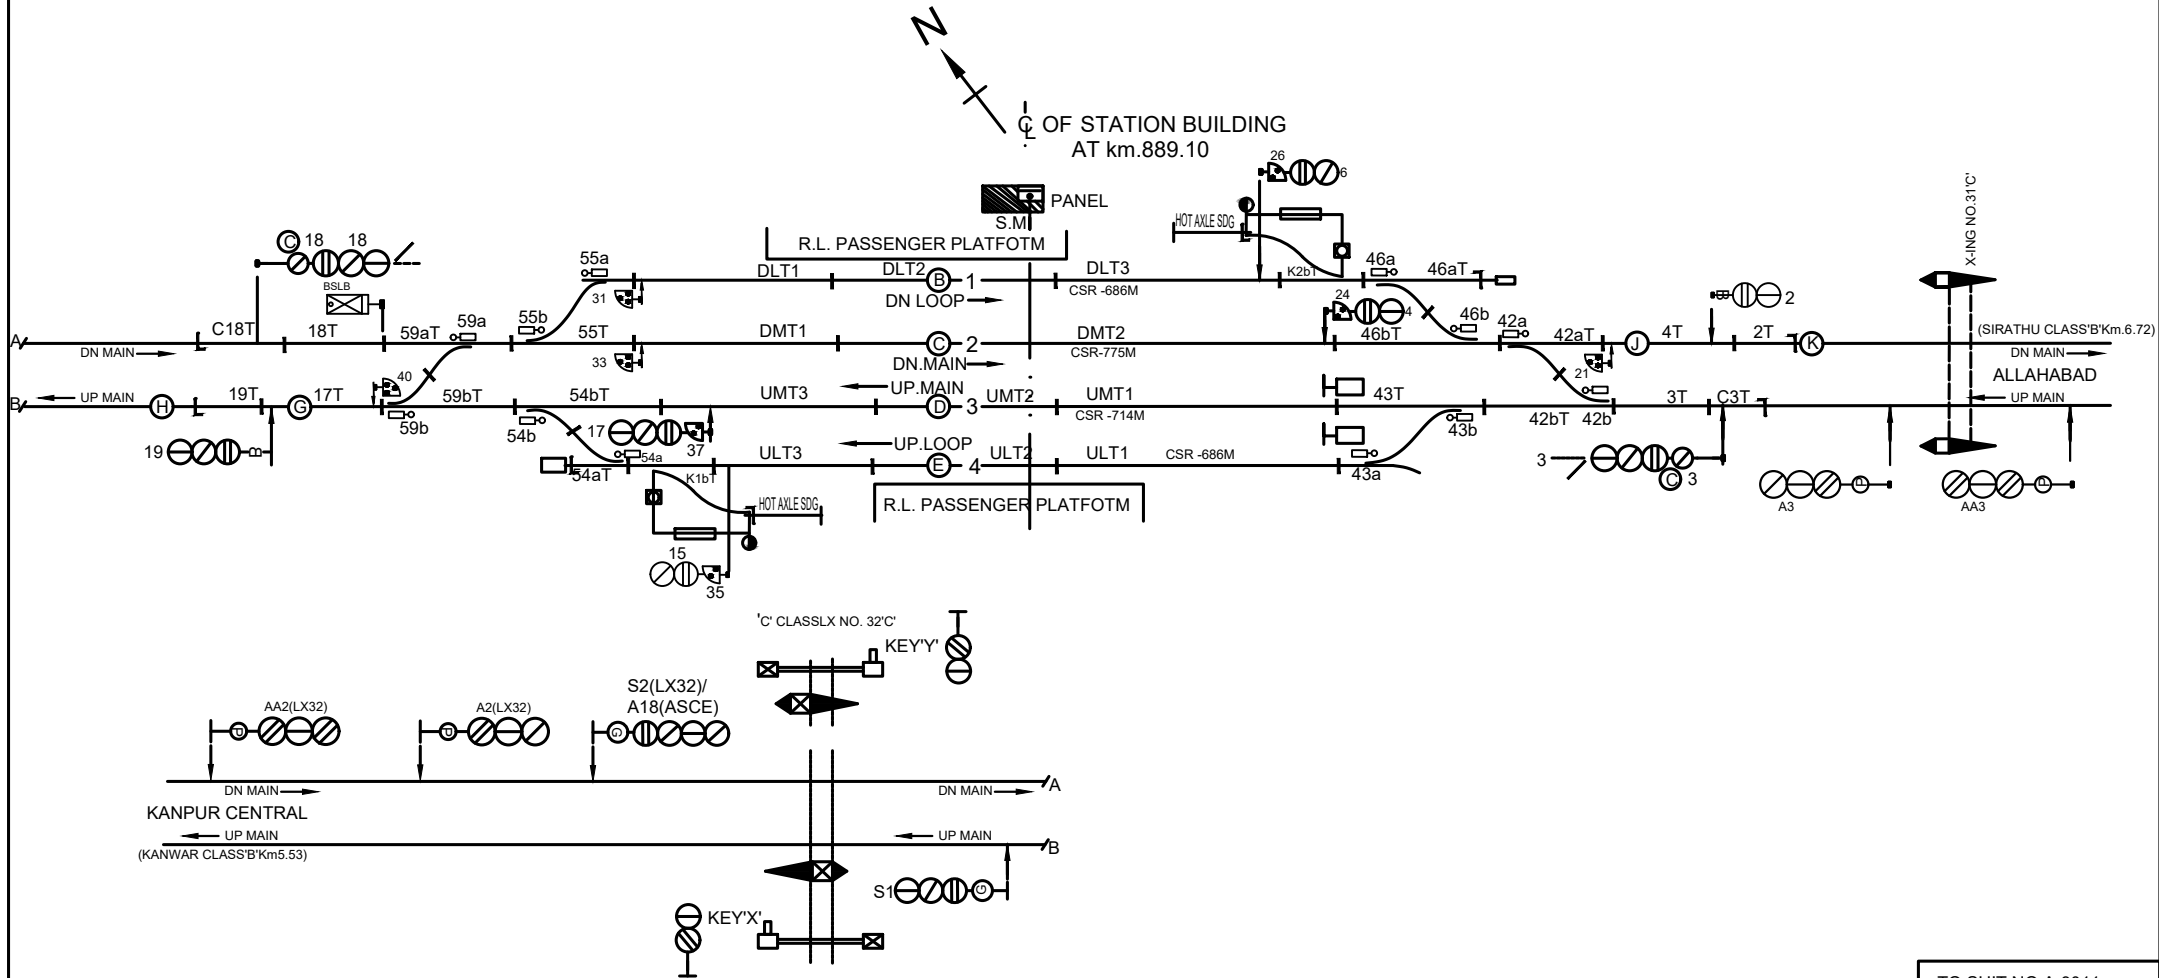 N
C
L OF STATION BUILDING
AT km.889.10
PANEL
S.M
R.L. PASSENGER PLATFOTM
26
6
HOT AXLE SDG
K2bT
X-ING NO.31'C'
C 18 18
BSLB
55a
31
DLT1
DLT2
B
1
DN LOOP
DLT3
CSR -686M
46a
46aT
24
4
46b
B
2
A
C18T
18T
59aT
59a
55b
55T
33
DMT1
C
2
DN.MAIN
DMT2
CSR-775M
46bT
42a
42aT
J
4T
2T
K
(SIRATHU CLASS'B'Km.6.72)
DN MAIN
DN MAIN
21
ALLAHABAD
B
UP MAIN
H
19T
G
17T
40
59b
59bT
54b
54bT
UMT3
UP.MAIN
D
3
UMT2
UMT1
CSR -714M
43T
43b
42bT
42b
3T
C3T
UP MAIN
19
B
17
37
54a
54aT
K1bT
ULT3
UP.LOOP
E
4
ULT2
ULT1
CSR -686M
43a
3
C 3
P
A3
P
AA3
HOT AXLE SDG
R.L. PASSENGER PLATFOTM
15
35
'C' CLASSLX NO. 32'C'
KEY'Y'
AA2(LX32)
P
A2(LX32)
P
S2(LX32)/
A18(ASCE)
G
DN MAIN
DN MAIN
A
KANPUR CENTRAL
UP MAIN
UP MAIN
B
(KANWAR CLASS'B'Km5.53)
S1
G
KEY'X'